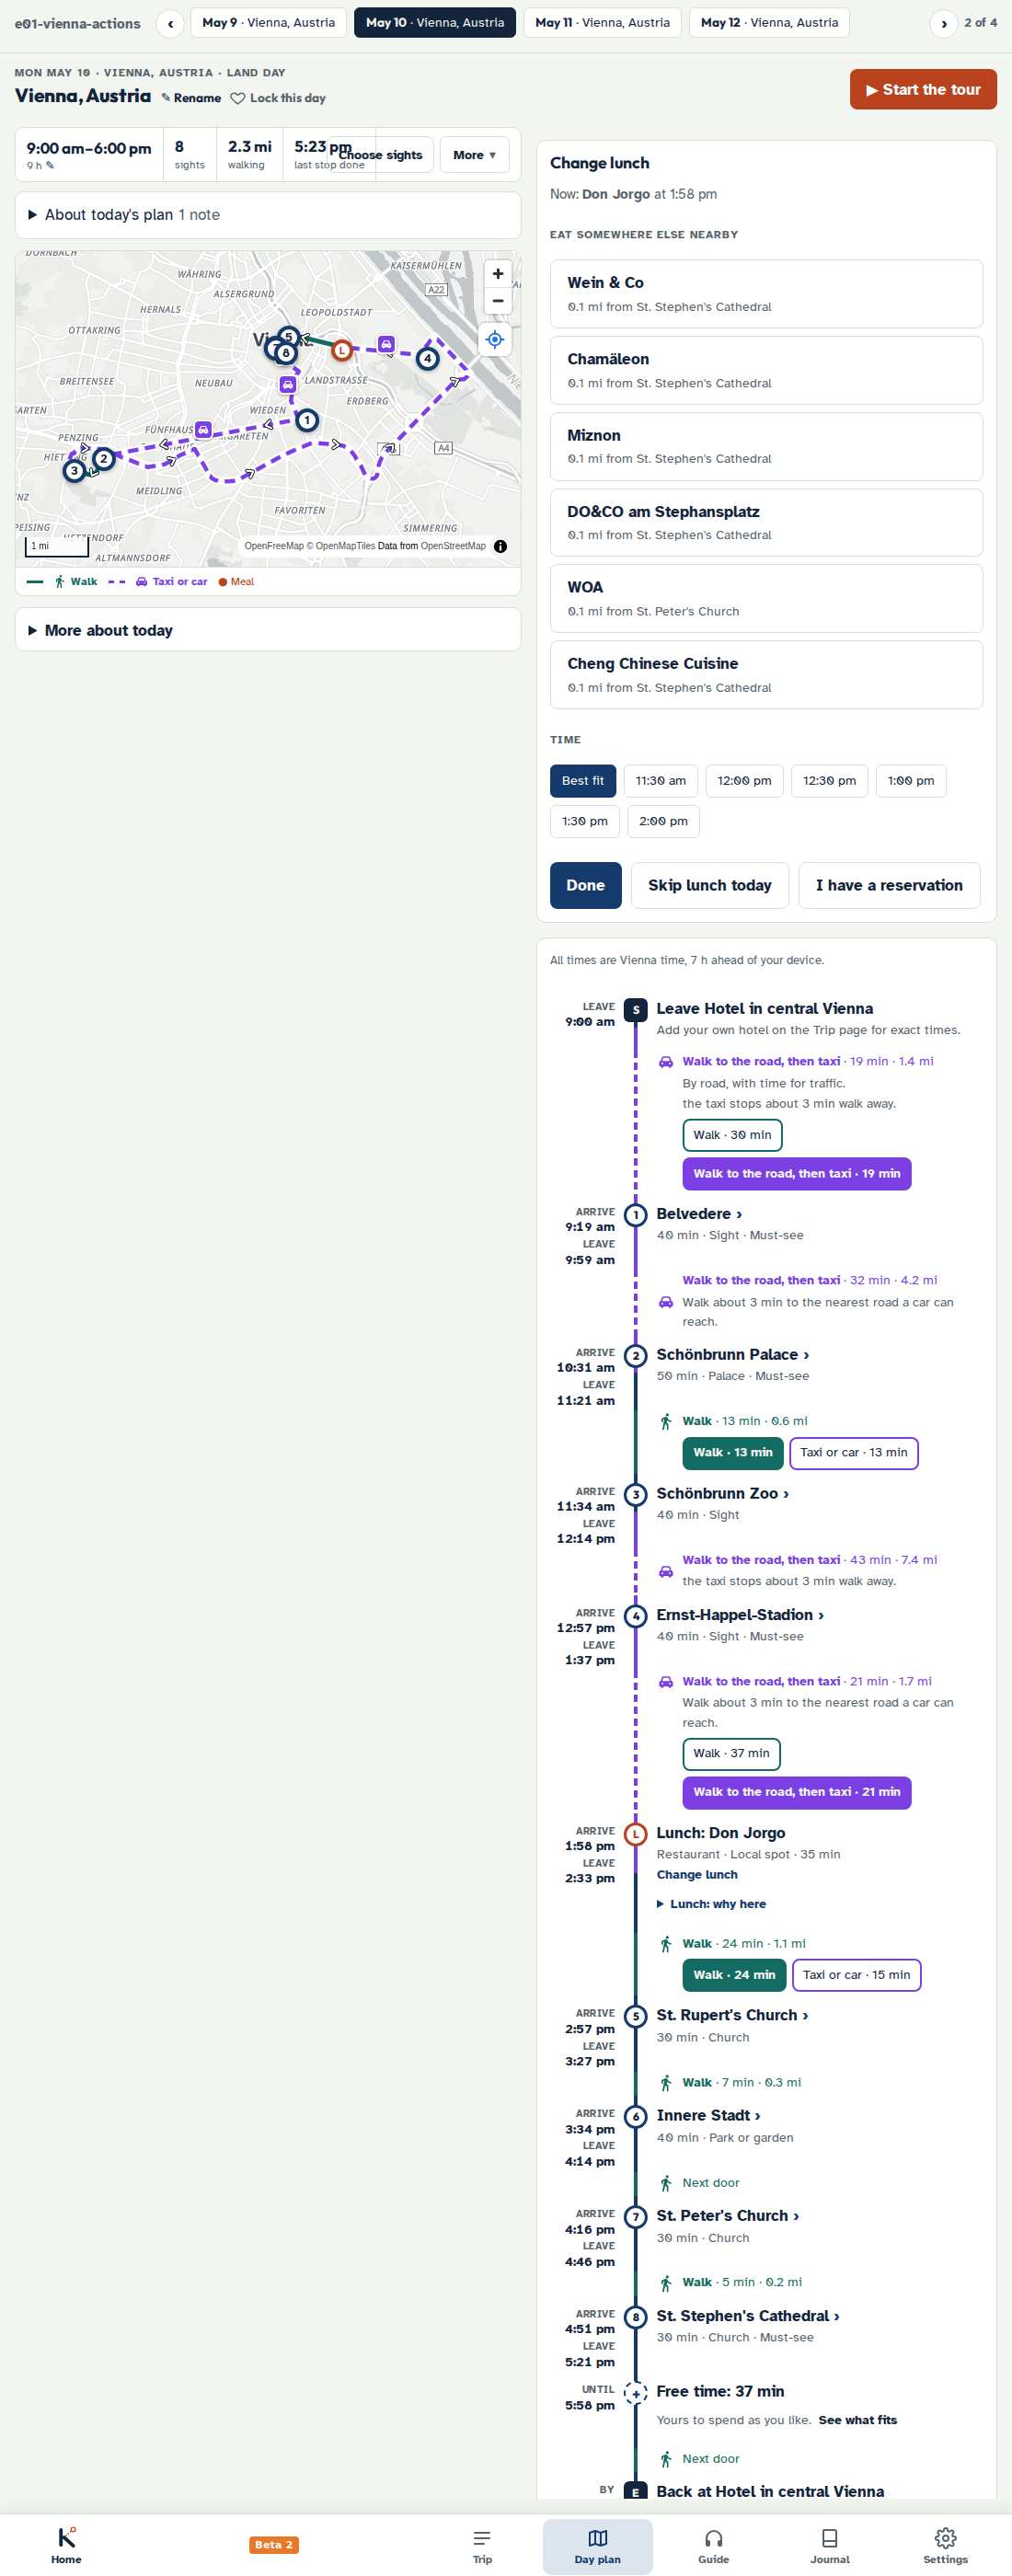 e01-vienna-actions
‹
May 9 · Vienna, Austria
May 10 · Vienna, Austria
May 11 · Vienna, Austria
May 12 · Vienna, Austria
›
2 of 4
MON MAY 10 · VIENNA, AUSTRIA · LAND DAY
Vienna, Austria
✎ Rename
Lock this day
▶ Start the tour
9:00 am–6:00 pm
9 h ✎
8
sights
2.3 mi
walking
5:23 pm
last stop done
Choose sights
More ▾
▶ About today's plan 1 note
DORNBACH
WÄHRING
KAISERMÜHLEN
ALSERGRUND
A22
HERNALS
LEOPOLDSTADT
OTTAKRING
BREITENSEE
NEUBAU
LANDSTRASSE
ERDBERG
WIEDEN
FÜNFHAUS
PENZING
A4
MEIDLING
FAVORITEN
SIMMERING
ALTMANNSDORF
5
8
L
4
1
2
3
+
−
1 mi
OpenFreeMap © OpenMapTiles Data from OpenStreetMap
Walk
Taxi or car
Meal
▶ More about today
Change lunch
Now: Don Jorgo at 1:58 pm
EAT SOMEWHERE ELSE NEARBY
Wein & Co
0.1 mi from St. Stephen's Cathedral
Chamäleon
0.1 mi from St. Stephen's Cathedral
Miznon
0.1 mi from St. Stephen's Cathedral
DO&CO am Stephansplatz
0.1 mi from St. Stephen's Cathedral
WOA
0.1 mi from St. Peter's Church
Cheng Chinese Cuisine
0.1 mi from St. Stephen's Cathedral
TIME
Best fit
11:30 am
12:00 pm
12:30 pm
1:00 pm
1:30 pm
2:00 pm
Done
Skip lunch today
I have a reservation
All times are Vienna time, 7 h ahead of your device.
LEAVE
9:00 am
S
Leave Hotel in central Vienna
Add your own hotel on the Trip page for exact times.
Walk to the road, then taxi · 19 min · 1.4 mi
By road, with time for traffic.
the taxi stops about 3 min walk away.
Walk · 30 min
Walk to the road, then taxi · 19 min
ARRIVE
9:19 am
LEAVE
9:59 am
1
Belvedere ›
40 min · Sight · Must-see
Walk to the road, then taxi · 32 min · 4.2 mi
Walk about 3 min to the nearest road a car can
reach.
ARRIVE
10:31 am
LEAVE
11:21 am
2
Schönbrunn Palace ›
50 min · Palace · Must-see
Walk · 13 min · 0.6 mi
Walk · 13 min
Taxi or car · 13 min
ARRIVE
11:34 am
LEAVE
12:14 pm
3
Schönbrunn Zoo ›
40 min · Sight
Walk to the road, then taxi · 43 min · 7.4 mi
the taxi stops about 3 min walk away.
ARRIVE
12:57 pm
LEAVE
1:37 pm
4
Ernst-Happel-Stadion ›
40 min · Sight · Must-see
Walk to the road, then taxi · 21 min · 1.7 mi
Walk about 3 min to the nearest road a car can
reach.
Walk · 37 min
Walk to the road, then taxi · 21 min
ARRIVE
1:58 pm
LEAVE
2:33 pm
L
Lunch: Don Jorgo
Restaurant · Local spot · 35 min
Change lunch
▶ Lunch: why here
Walk · 24 min · 1.1 mi
Walk · 24 min
Taxi or car · 15 min
ARRIVE
2:57 pm
LEAVE
3:27 pm
5
St. Rupert's Church ›
30 min · Church
Walk · 7 min · 0.3 mi
ARRIVE
3:34 pm
LEAVE
4:14 pm
6
Innere Stadt ›
40 min · Park or garden
Next door
ARRIVE
4:16 pm
LEAVE
4:46 pm
7
St. Peter's Church ›
30 min · Church
Walk · 5 min · 0.2 mi
ARRIVE
4:51 pm
LEAVE
5:21 pm
8
St. Stephen's Cathedral ›
30 min · Church · Must-see
UNTIL
5:58 pm
+
Free time: 37 min
Yours to spend as you like. See what fits
Next door
BY
E
Back at Hotel in central Vienna
Home
Beta 2
Trip
Day plan
Guide
Journal
Settings